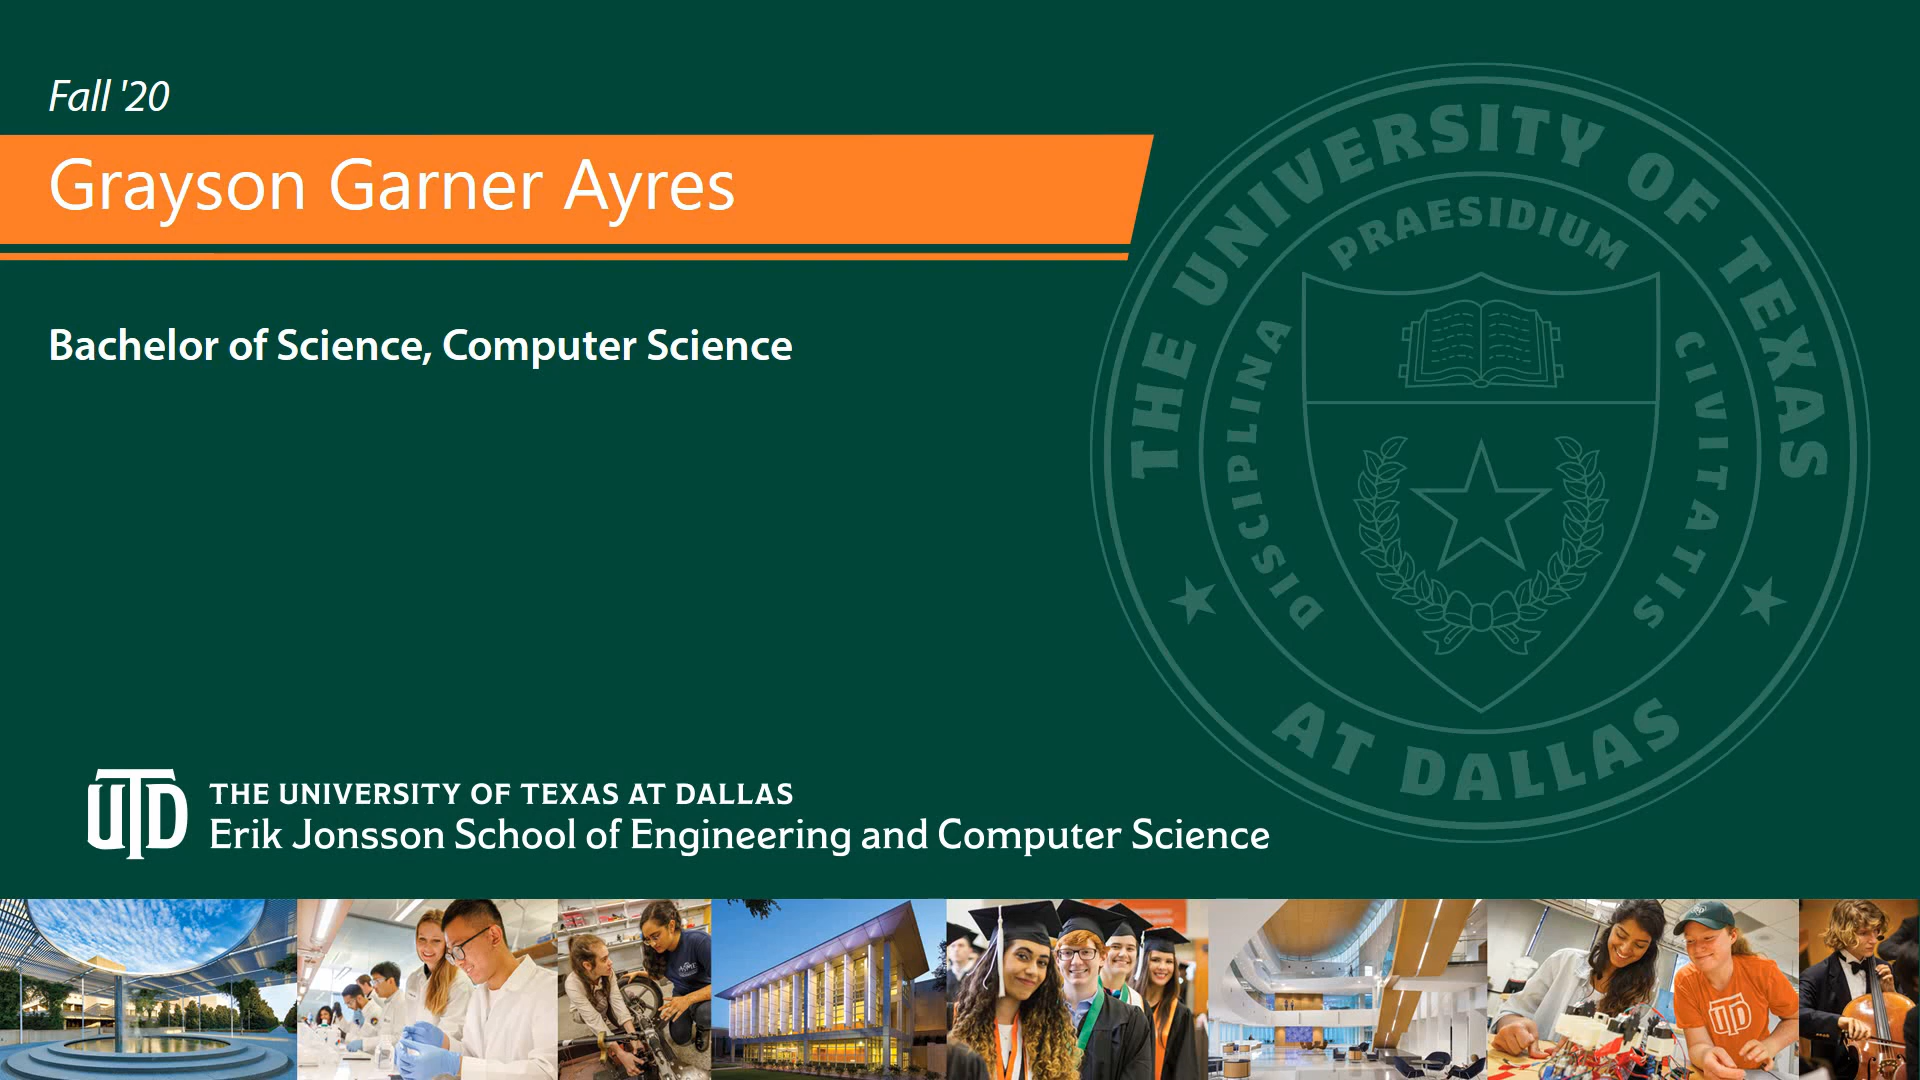 Fall '20
Grayson Garner Ayres
Bachelor of Science, Computer Science
THE UNIVERSITY OF TEXAS
AT DALLAS
PRAESIDIUM
DISCIPLINA
CIVITATIS
UTD
THE UNIVERSITY OF TEXAS AT DALLAS
Erik Jonsson School of Engineering and Computer Science
UTD